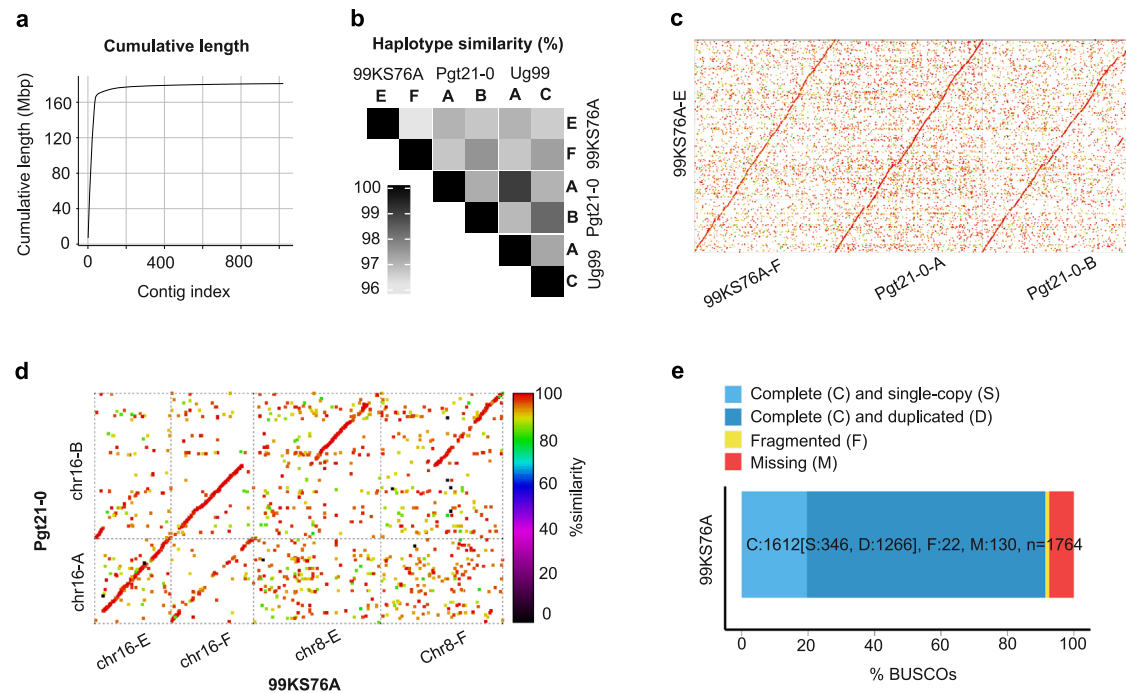 a
Cumulative length
Cumulative length (Mbp)
160
120
80
40
0
0
400
800
Contig index
b
Haplotype similarity (%)
99KS76A Pgt21-0 Ug99
E F A B A C
E
F
A
B
A
C
99KS76A
Pgt21-0
Ug99
100
99
98
97
96
c
99KS76A-E
99KS76A-F
Pgt21-0-A
Pgt21-0-B
d
Pgt21-0
chr16-B
chr16-A
chr16-E
chr16-F
chr8-E
Chr8-F
99KS76A
100
80
60
40
20
0
%similarity
e
Complete (C) and single-copy (S)
Complete (C) and duplicated (D)
Fragmented (F)
Missing (M)
99KS76A
C:1612[S:346, D:1266], F:22, M:130, n=1764
0 20 40 60 80 100
% BUSCOs